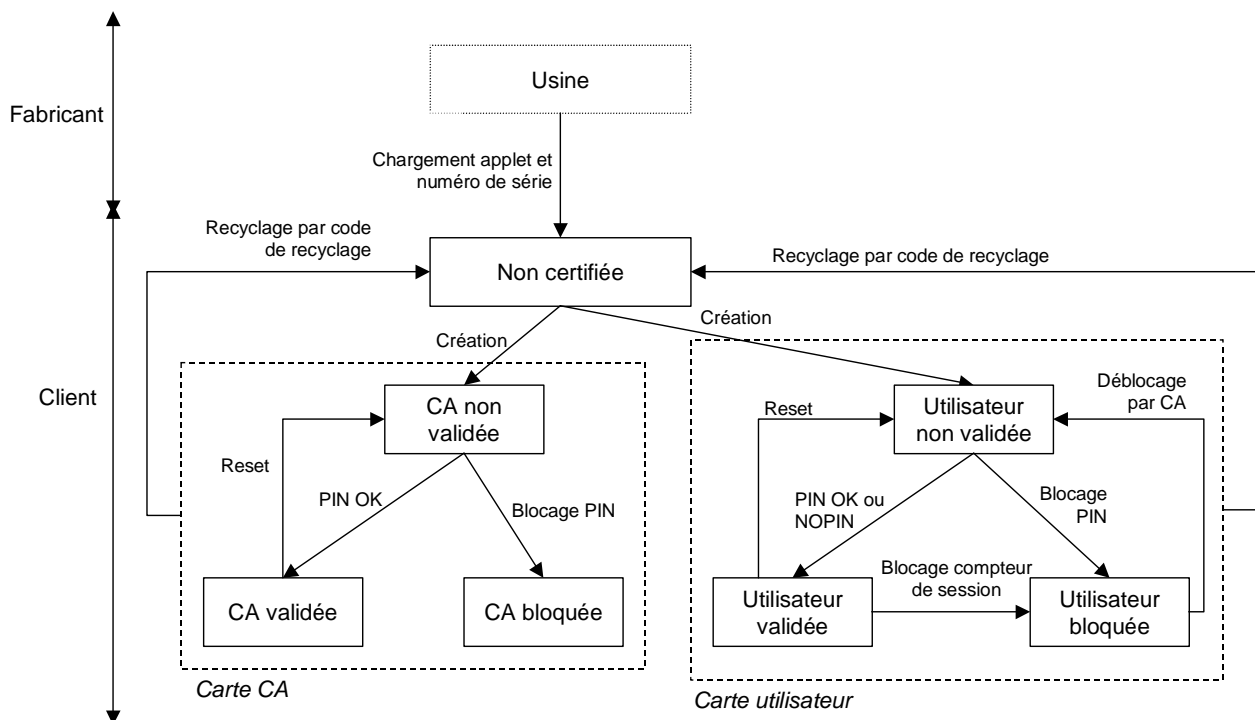 Usine
Fabricant
Chargement applet et
numéro de série
Recyclage par code
de recyclage
Non certifiée
Recyclage par code de recyclage
Création
Création
Client
CA non
validée
Reset
PIN OK
Blocage PIN
CA validée
CA bloquée
Carte CA
Déblocage
par CA
Reset
Utilisateur
non validée
PIN OK ou
NOPIN
Blocage
PIN
Blocage compteur
de session
Utilisateur
validée
Utilisateur
bloquée
Carte utilisateur